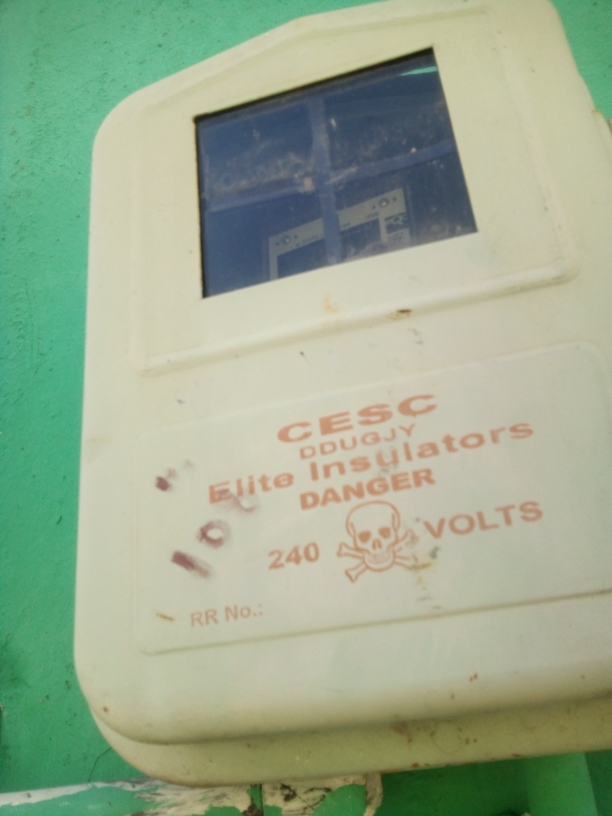 CESC
DDUGJY
Elite Insulators
DANGER
240 VOLTS
RR No.: